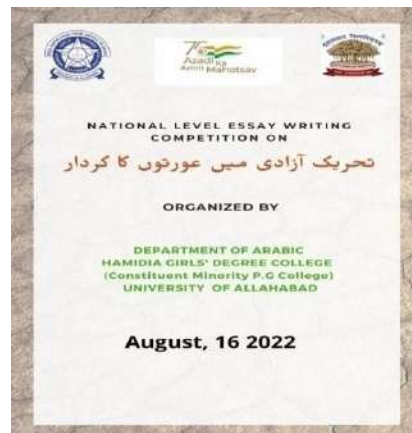 75
Azadi Ka
Amrit Mahotsav
NATIONAL LEVEL ESSAY WRITING
COMPETITION ON
تحریک آزادی میں عورتوں کا کردار
ORGANIZED BY
DEPARTMENT OF ARABIC
HAMIDIA GIRLS' DEGREE COLLEGE
(Constituent Minority P.G College)
UNIVERSITY OF ALLAHABAD
August, 16 2022